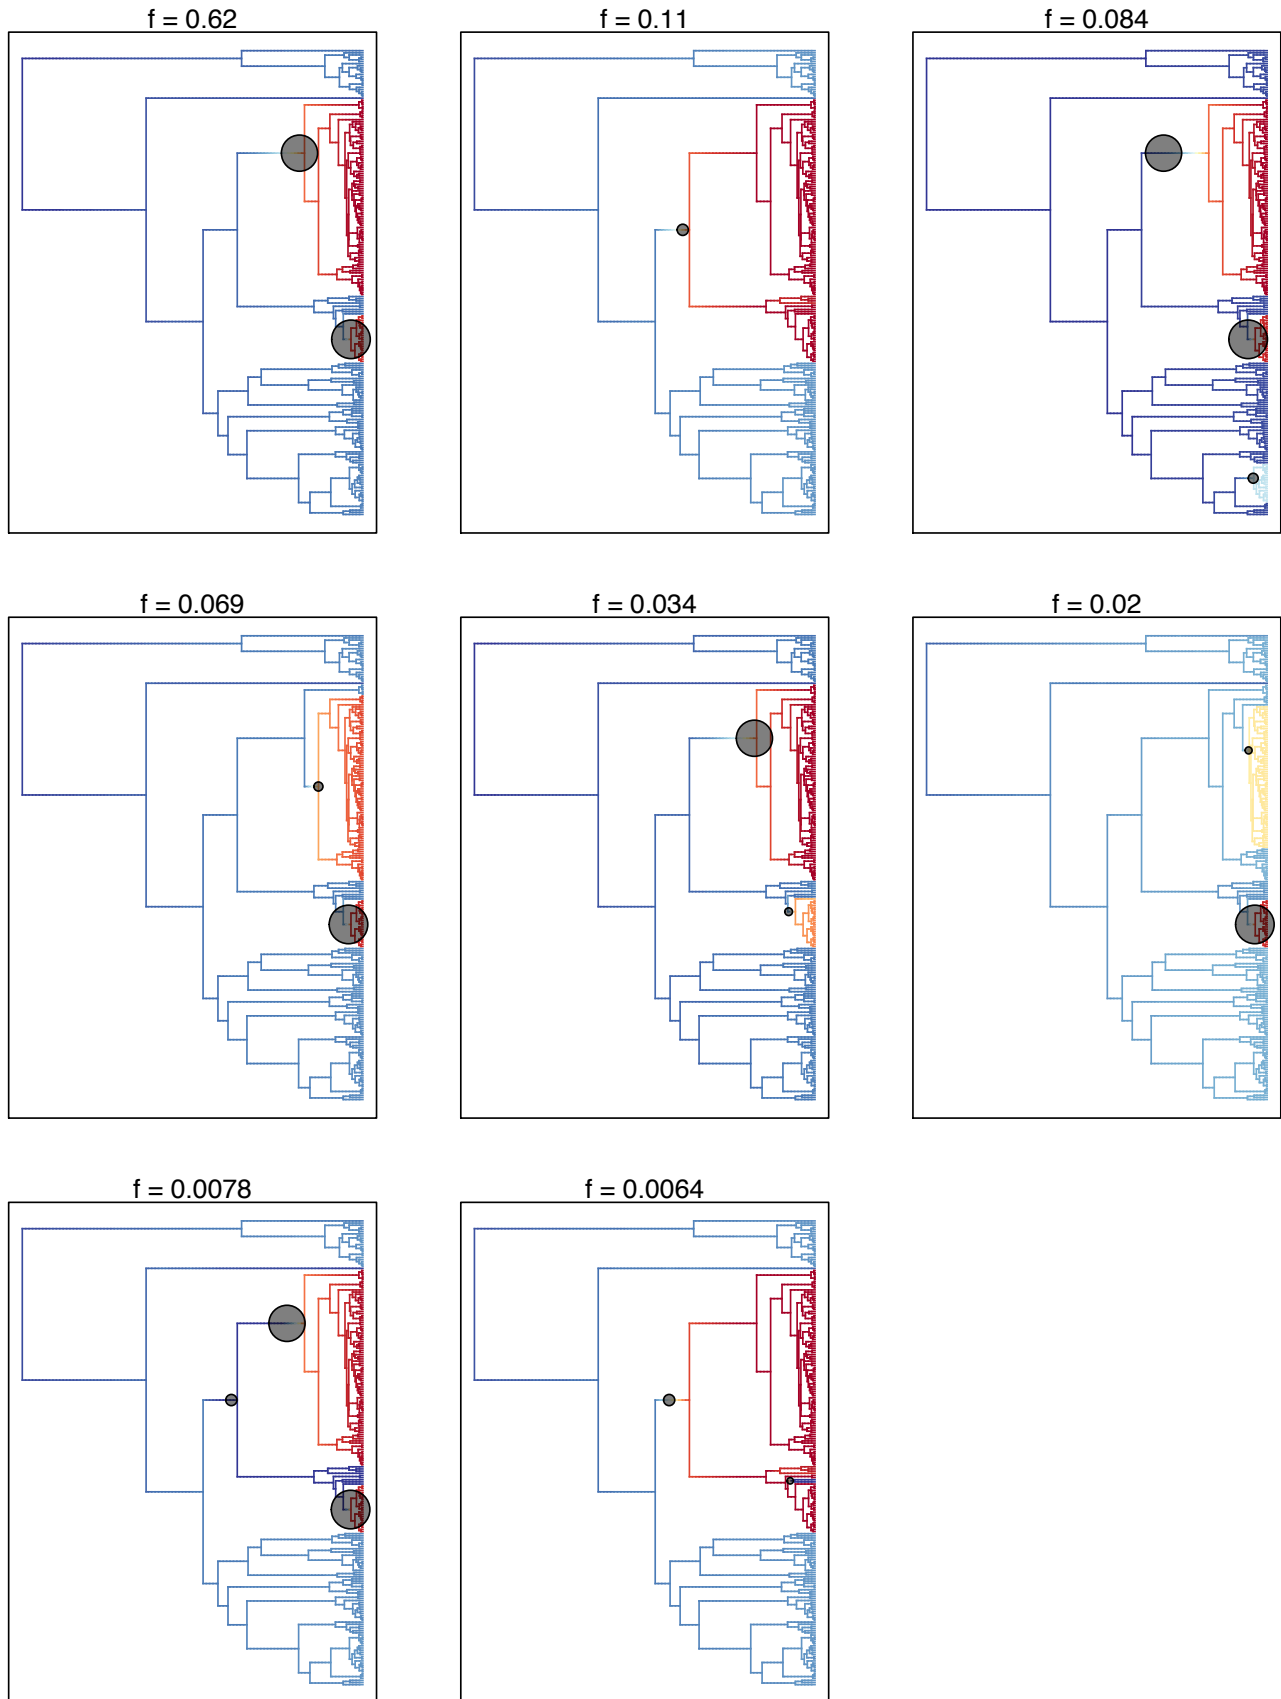 f = 0.62
f = 0.11
f = 0.084
f = 0.069
f = 0.034
f = 0.02
f = 0.0078
f = 0.0064